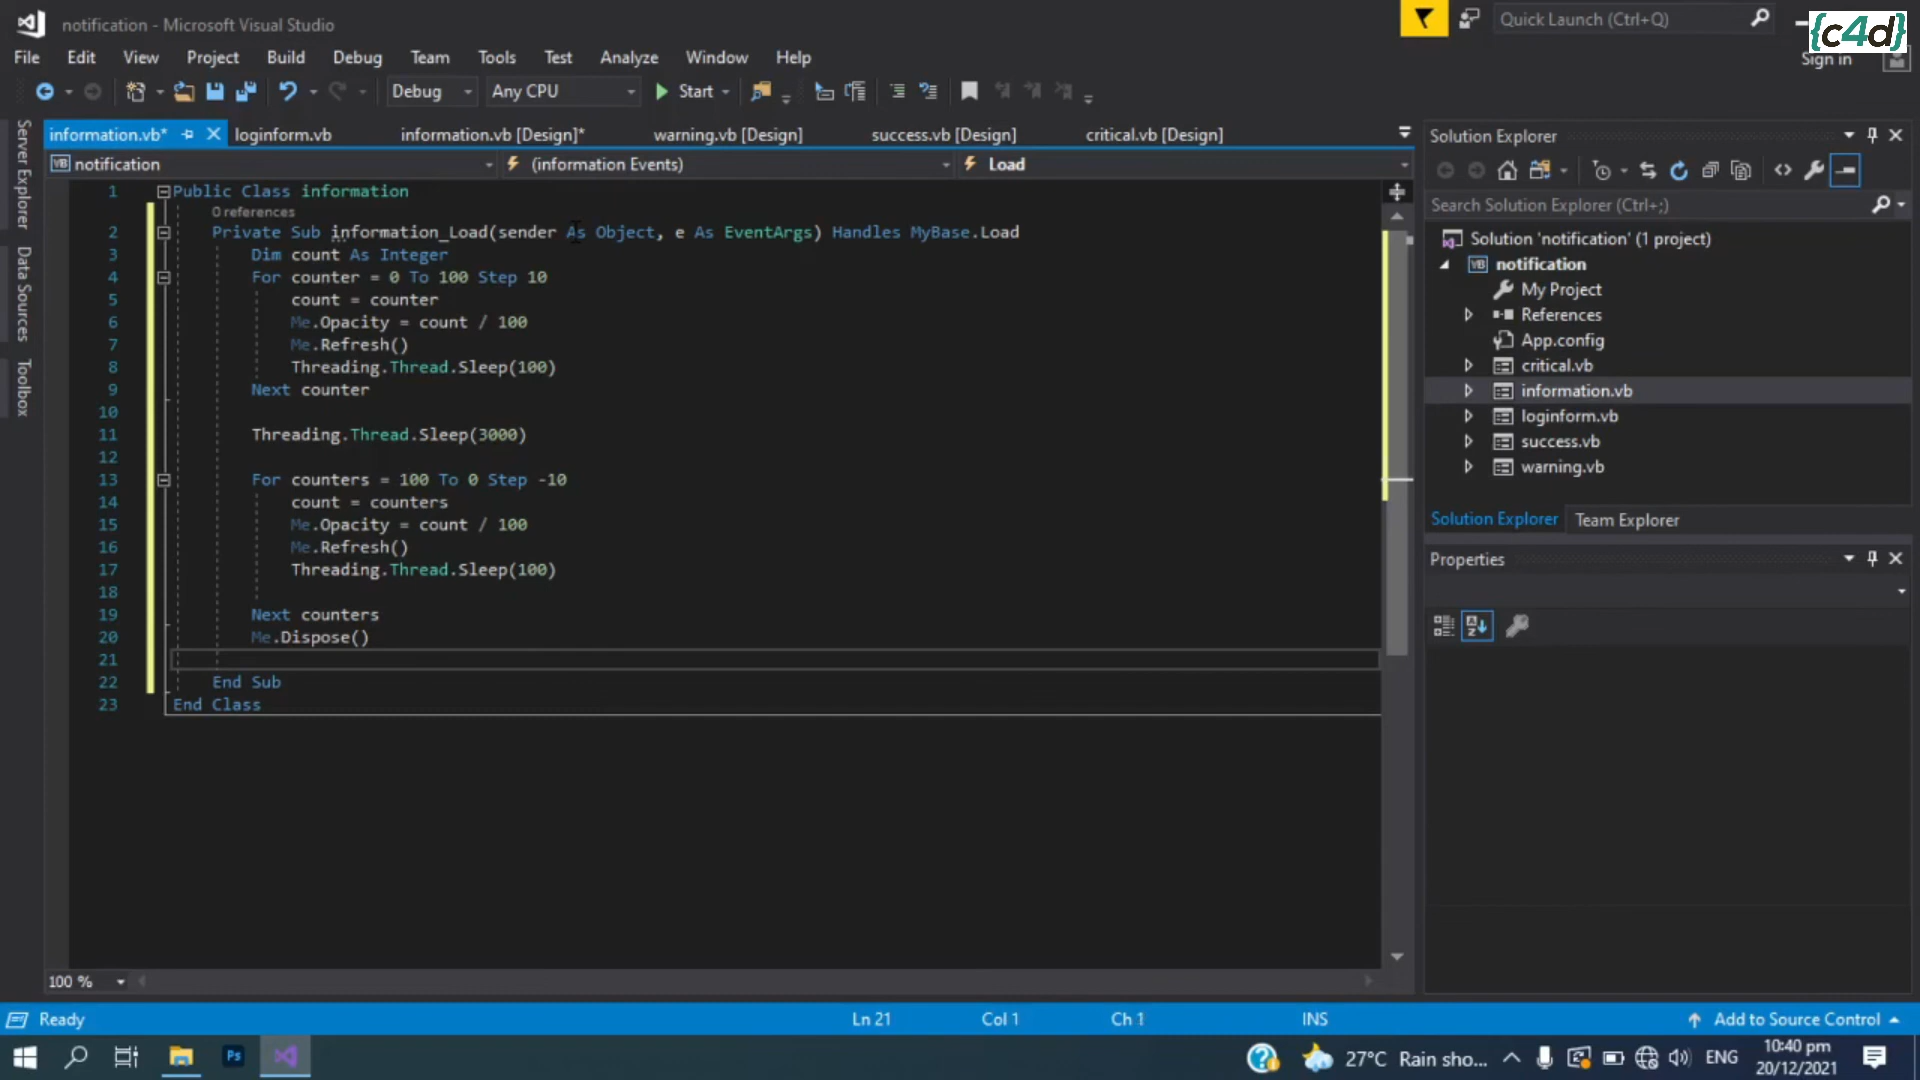 notification - Microsoft Visual Studio
Quick Launch (Ctrl+Q)
{c4d}
File Edit View Project Build Debug Team Tools Test Analyze Window Help
Sign in
Debug Any CPU Start
information.vb* loginform.vb information.vb [Design]* warning.vb [Design] success.vb [Design] critical.vb [Design]
notification (information Events) Load
Server Explorer
Data Sources
Toolbox
1 Public Class information
0 references
2 Private Sub information_Load(sender As Object, e As EventArgs) Handles MyBase.Load
3 Dim count As Integer
4 For counter = 0 To 100 Step 10
5 count = counter
6 Me.Opacity = count / 100
7 Me.Refresh()
8 Threading.Thread.Sleep(100)
9 Next counter
10
11 Threading.Thread.Sleep(3000)
12
13 For counters = 100 To 0 Step -10
14 count = counters
15 Me.Opacity = count / 100
16 Me.Refresh()
17 Threading.Thread.Sleep(100)
18
19 Next counters
20 Me.Dispose()
21
22 End Sub
23 End Class
100 %
Solution Explorer
Search Solution Explorer (Ctrl+;)
Solution 'notification' (1 project)
VB notification
My Project
References
App.config
critical.vb
information.vb
loginform.vb
success.vb
warning.vb
Solution Explorer Team Explorer
Properties
Ready Ln 21 Col 1 Ch 1 INS Add to Source Control
Ps 27°C Rain sho... ENG 10:40 pm
20/12/2021